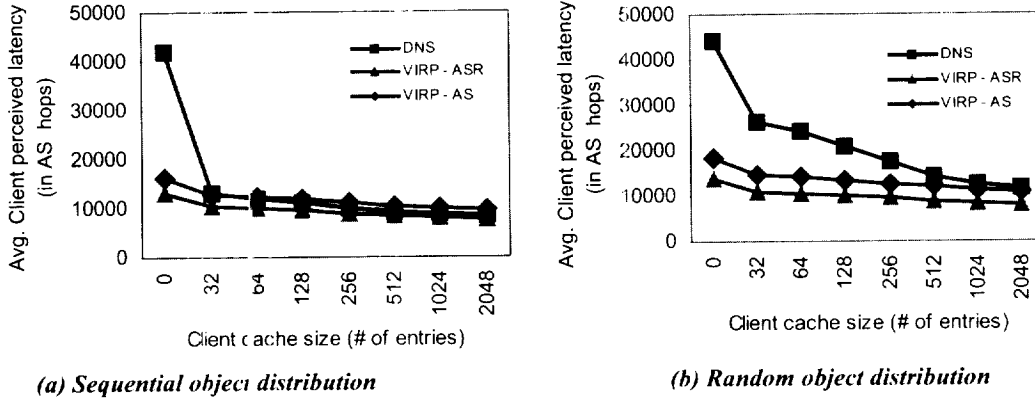 Avg. Client perceived latency
(in AS hops)
50000
40000
30000
20000
10000
0
DNS
VIRP - ASR
VIRP - AS
0
32
64
128
256
512
1024
2048
Client cache size (# of entries)
(a) Sequential object distribution
Avg. Client perceived latency
(in AS hops)
50000
40000
30000
20000
10000
0
DNS
VIRP - ASR
VIRP - AS
0
32
64
128
256
512
1024
2048
Client cache size (# of entries)
(b) Random object distribution